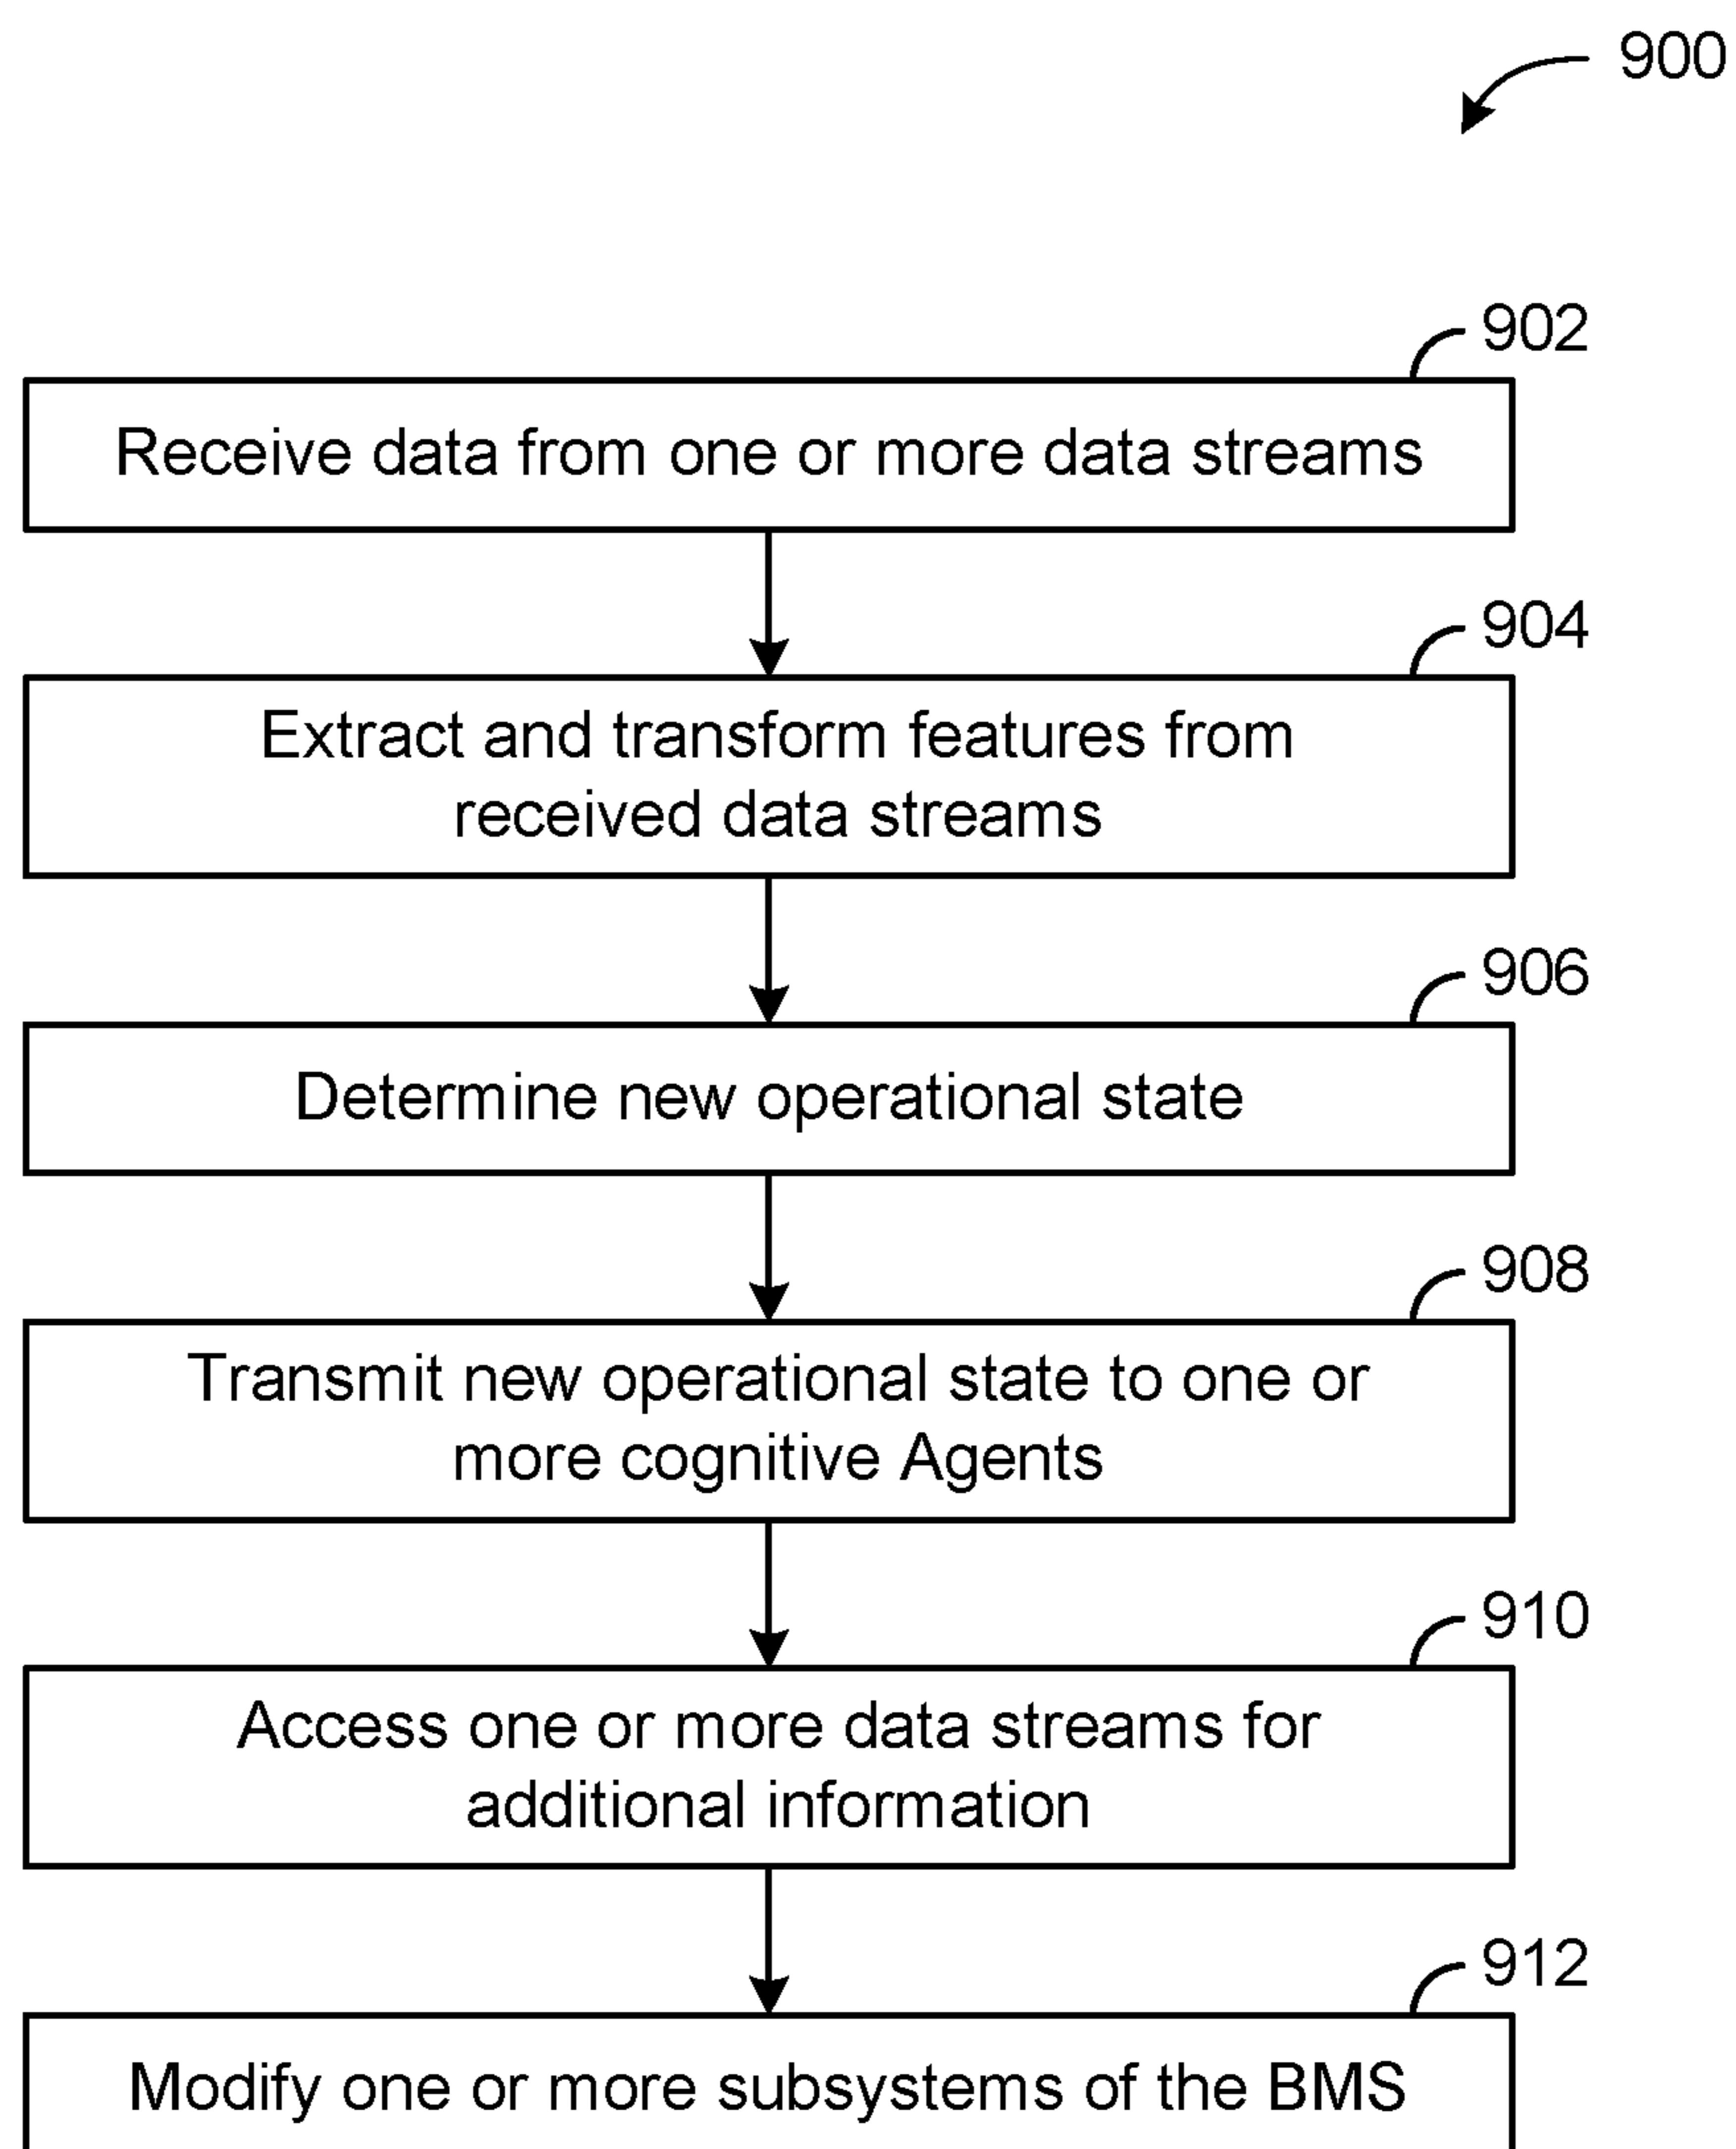 900
902
Receive data from one or more data streams
904
Extract and transform features from
received data streams
906
Determine new operational state
908
Transmit new operational state to one or
more cognitive Agents
910
Access one or more data streams for
additional information
912
Modify one or more subsystems of the BMS